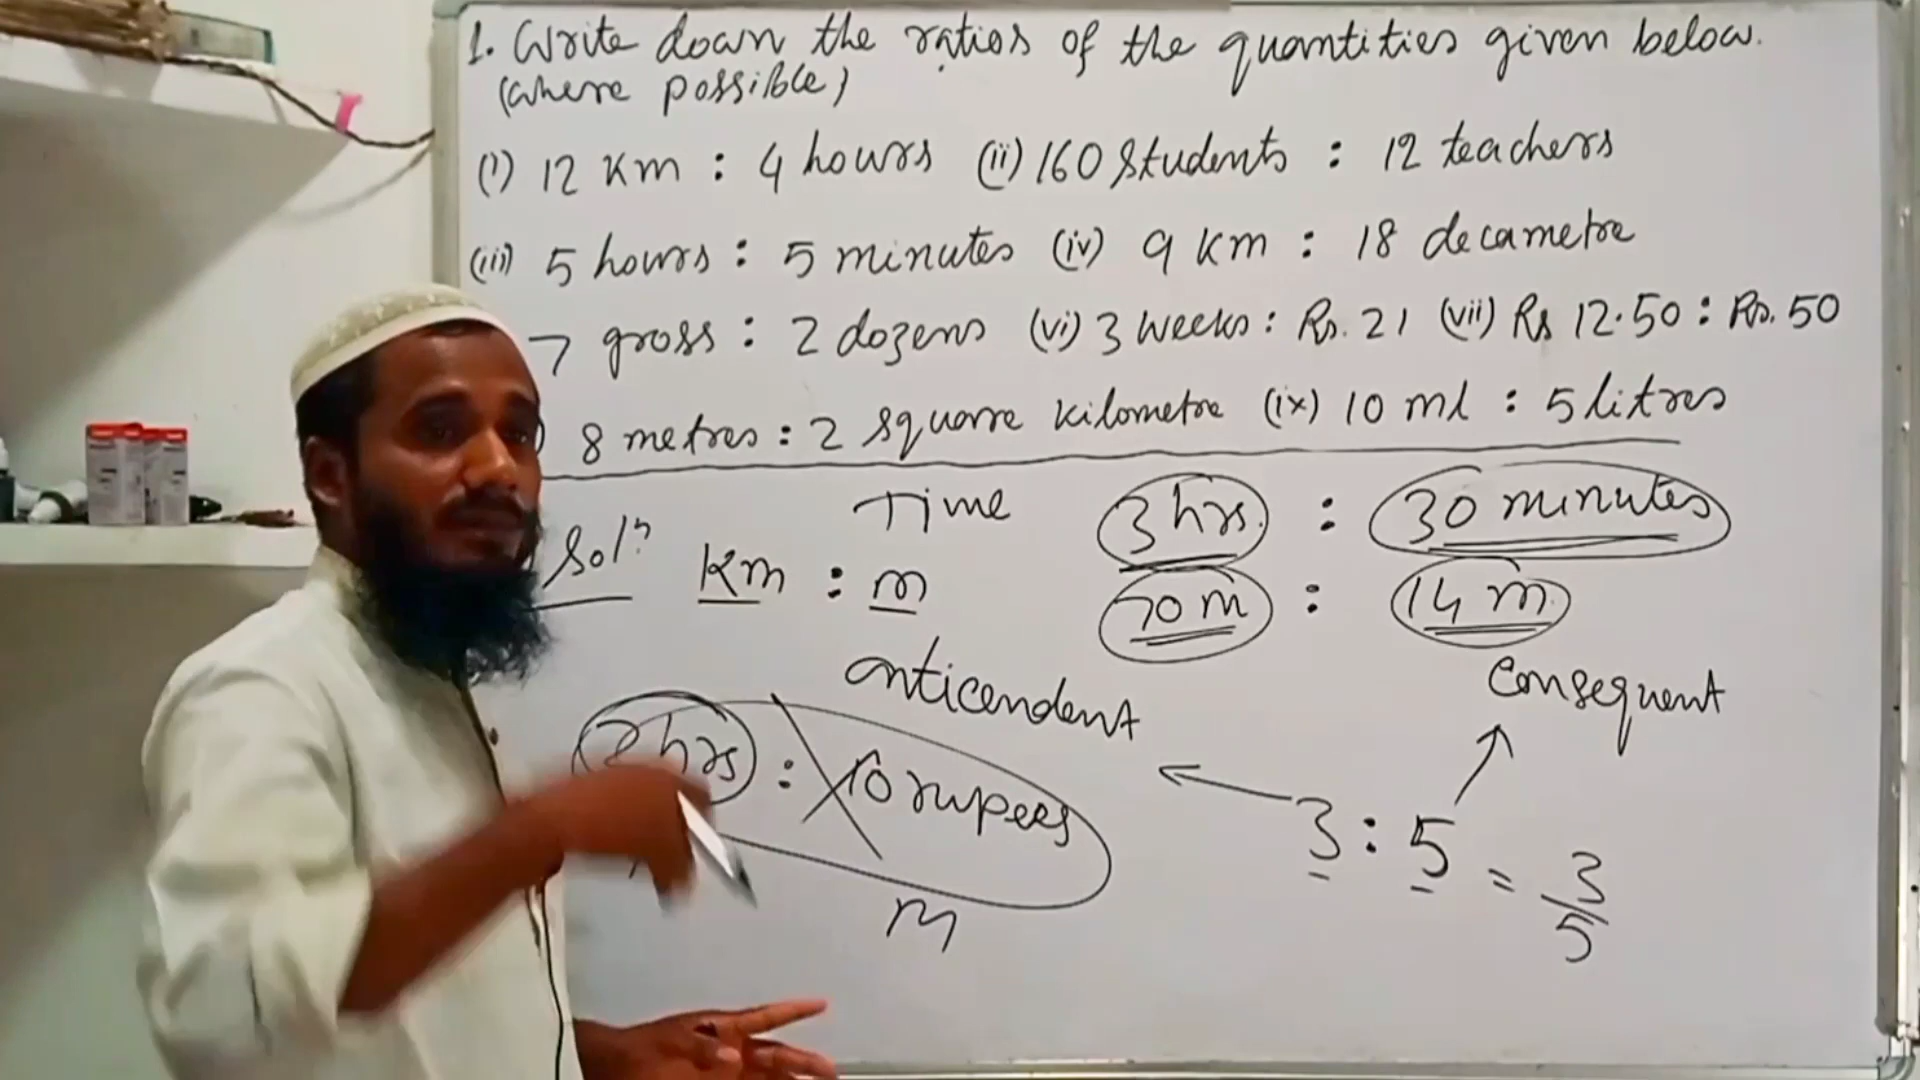 1. Write down the ratios of the quantities given below.
(where possible)
(i) 12 Km : 4 hours (ii) 160 Students : 12 teachers
(iii) 5 hours : 5 minutes (iv) 9 Km : 18 decametre
7 gross : 2 dozens (vi) 3 weeks : Rs. 21 (vii) Rs 12.50 : Rs. 50
) 8 metres : 2 square kilometre (ix) 10 ml : 5 litres
Time 3 hrs. : 30 minutes
Soln Km : m 70 m : 14 m.
anticendent consequent
hrs : 10 rupees
3 : 5 = 3/5
m